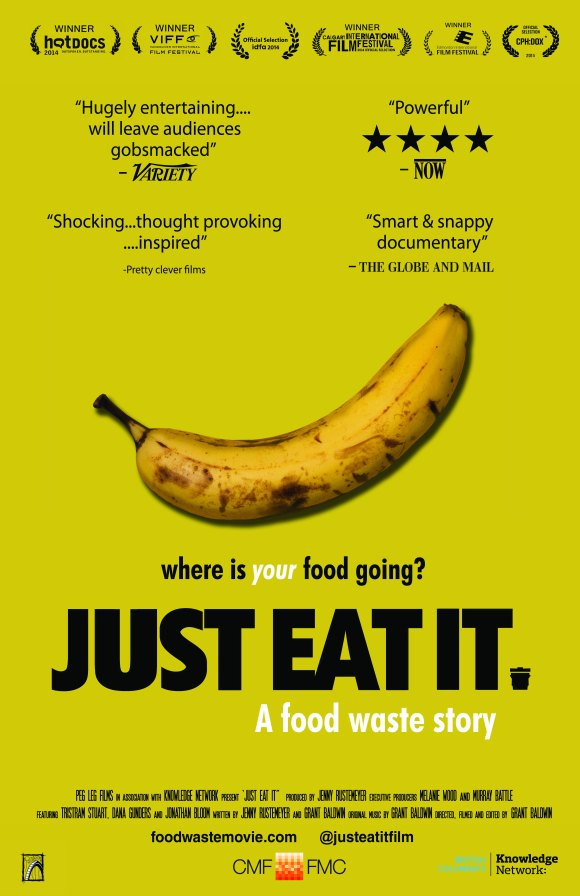 WINNER
hotDOCS
2014
WINNER
VIFF
VANCOUVER INTERNATIONAL
FILM FESTIVAL
Official Selection
idfa 2014
WINNER
CALGARY INTERNATIONAL
FILM FESTIVAL
WINNER
FILM FESTIVAL
OFFICIAL
SELECTION
CPH:DOX
“Hugely entertaining....
will leave audiences
gobsmacked”
– VARIETY
“Powerful”
★★★★
– NOW
“Shocking...thought provoking
....inspired”
-Pretty clever films
“Smart & snappy
documentary”
– THE GLOBE AND MAIL
where is your food going?
JUST EAT IT
A food waste story
PEG LEG FILMS IN ASSOCIATION WITH KNOWLEDGE NETWORK PRESENT "JUST EAT IT" PRODUCED BY JENNY RUSTEMEYER EXECUTIVE PRODUCERS MELANIE WOOD AND MURRAY BATTLE
FEATURING TRISTRAM STUART, DANA GUNDERS AND JONATHAN BLOOM WRITTEN BY JENNY RUSTEMEYER AND GRANT BALDWIN ORIGINAL MUSIC BY GRANT BALDWIN DIRECTED, FILMED AND EDITED BY GRANT BALDWIN
foodwastemovie.com @justeatitfilm
CMF FMC
Knowledge
Network: